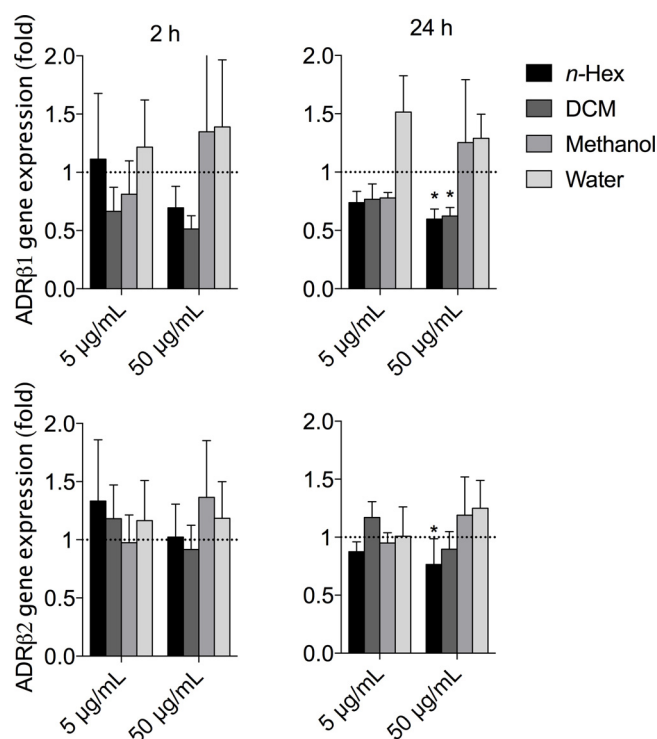 2 h
24 h
ADRβ1 gene expression (fold)
2.0
1.5
1
0.5
0.0
5 µg/mL
50 µg/mL
2.0
1.5
1
0.5
0.0
* *
5 µg/mL
50 µg/mL
n-Hex
DCM
Methanol
Water
ADRβ2 gene expression (fold)
2.0
1.5
1
0.5
0.0
5 µg/mL
50 µg/mL
2.0
1.5
1
0.5
0.0
*
5 µg/mL
50 µg/mL